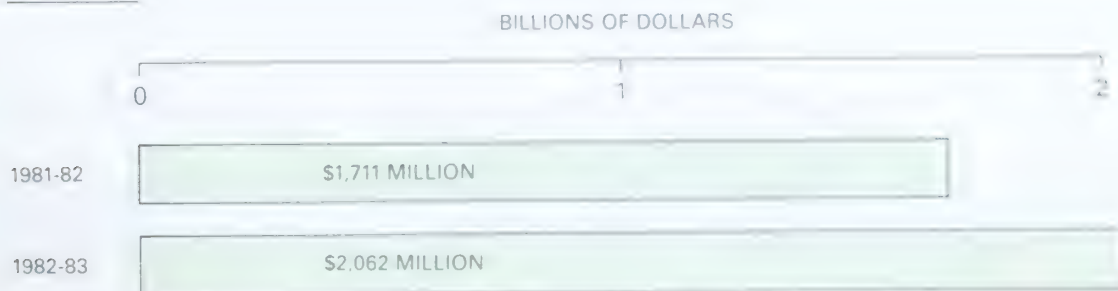 BILLIONS OF DOLLARS
0 1 2
1981-82 $1,711 MILLION
1982-83 $2,062 MILLION